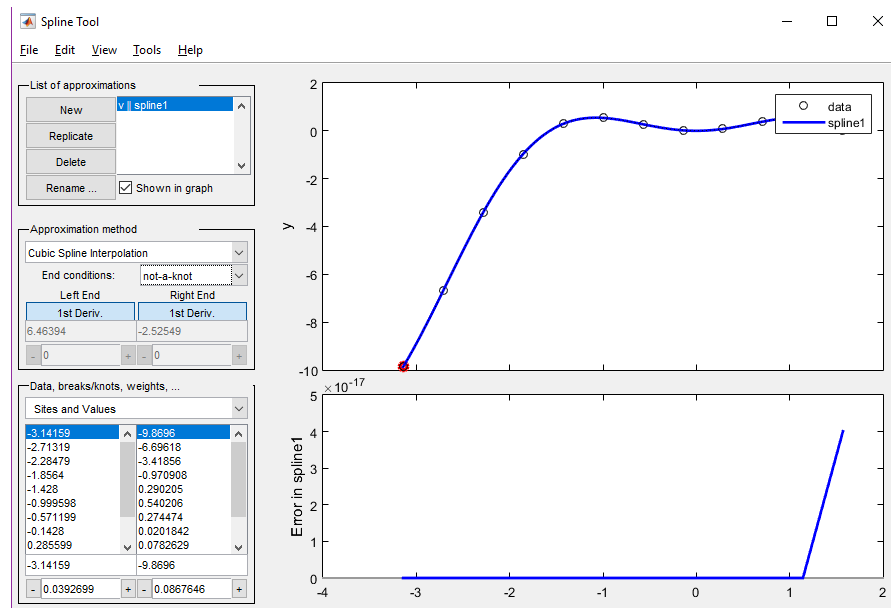 Spline Tool
File Edit View Tools Help
List of approximations
New
Replicate
Delete
Rename ...
v || spline1
Shown in graph
Approximation method
Cubic Spline Interpolation
End conditions: not-a-knot
Left End Right End
1st Deriv. 1st Deriv.
6.46394 -2.52549
- 0 + - 0 +
Data, breaks/knots, weights, ...
Sites and Values
-3.14159 -9.8696
-2.71319 -6.69618
-2.28479 -3.41856
-1.8564 -0.970908
-1.428 0.290205
-0.999598 0.540206
-0.571199 0.274474
-0.1428 0.0201842
0.285599 0.0782629
-3.14159 -9.8696
- 0.0392699 + - 0.0867646 +
2
0
-2
-4
-6
-8
-10
y
data
spline1
×10⁻¹⁷
5
4
3
2
1
0
Error in spline1
-4 -3 -2 -1 0 1 2